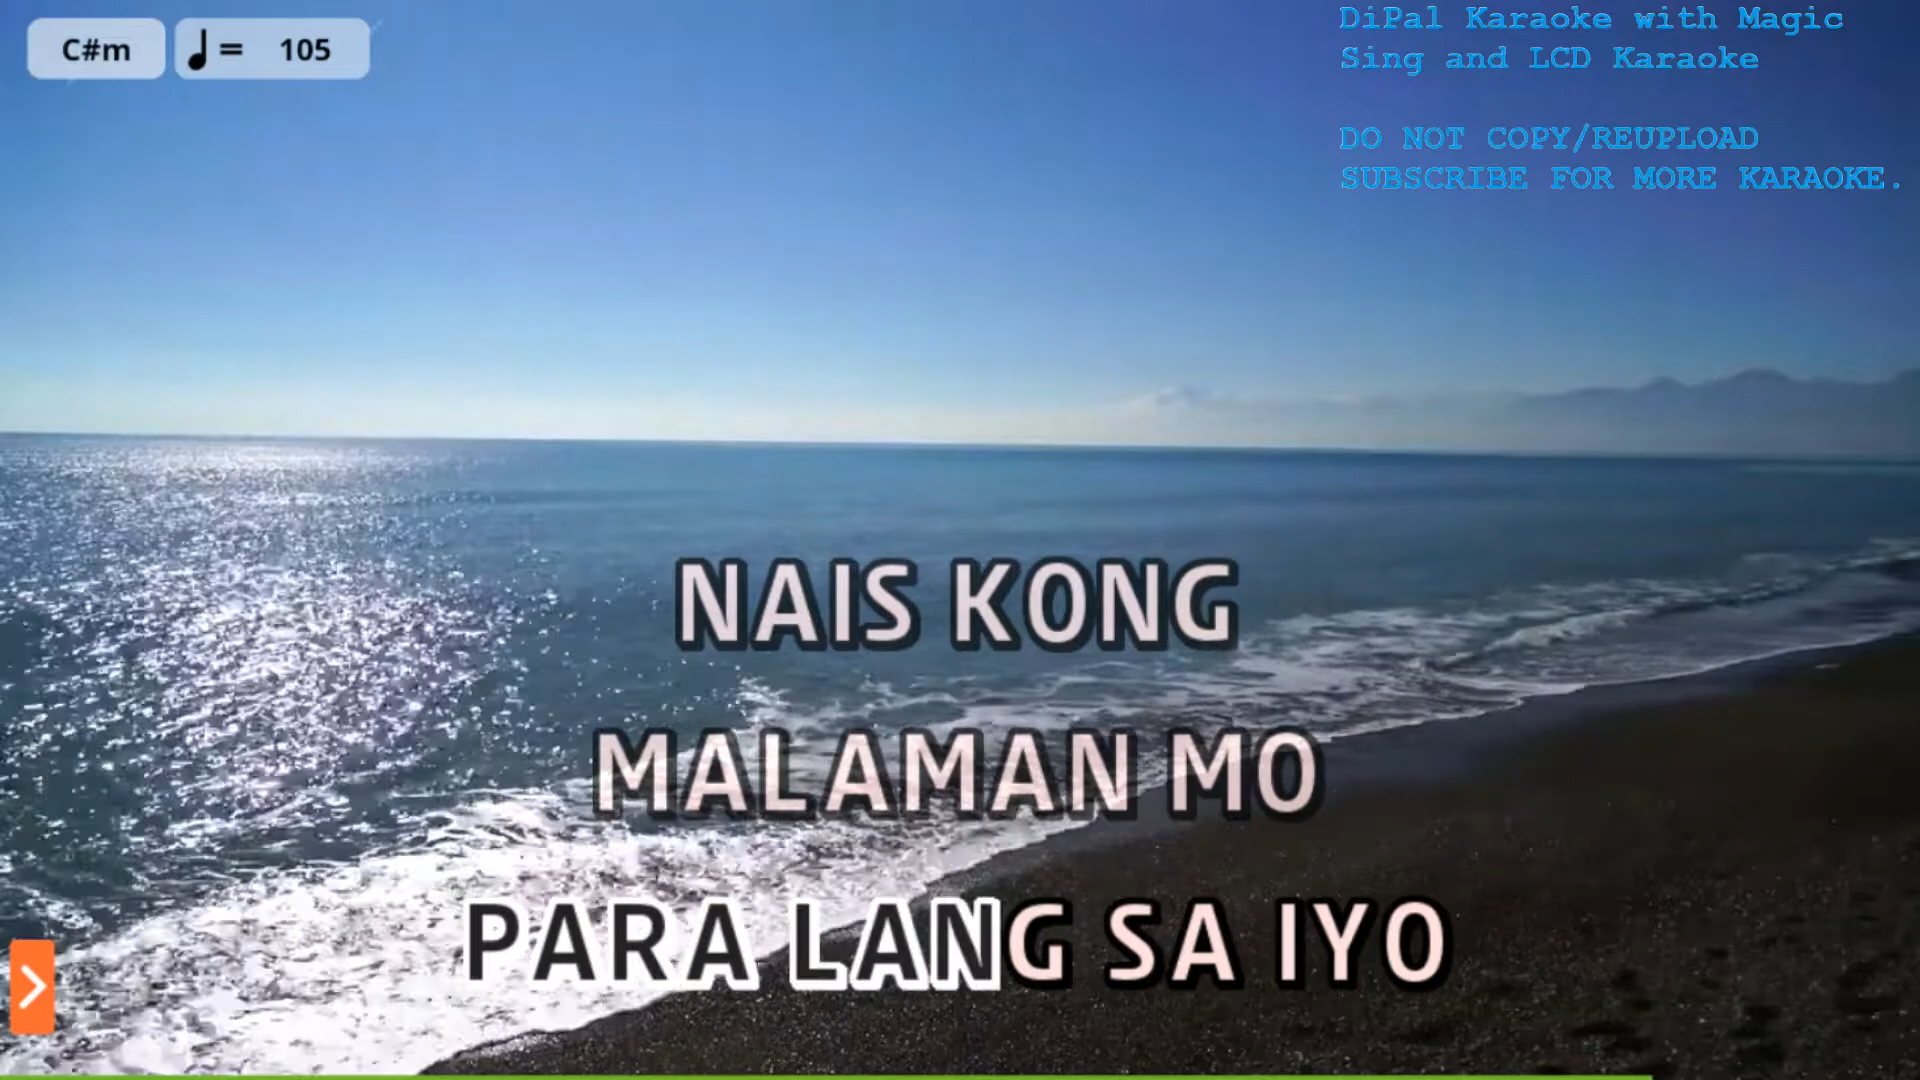 C#m
♩ = 105
DiPal Karaoke with Magic
Sing and LCD Karaoke
DO NOT COPY/REUPLOAD
SUBSCRIBE FOR MORE KARAOKE.
NAIS KONG
MALAMAN MO
PARA LANG SA IYO